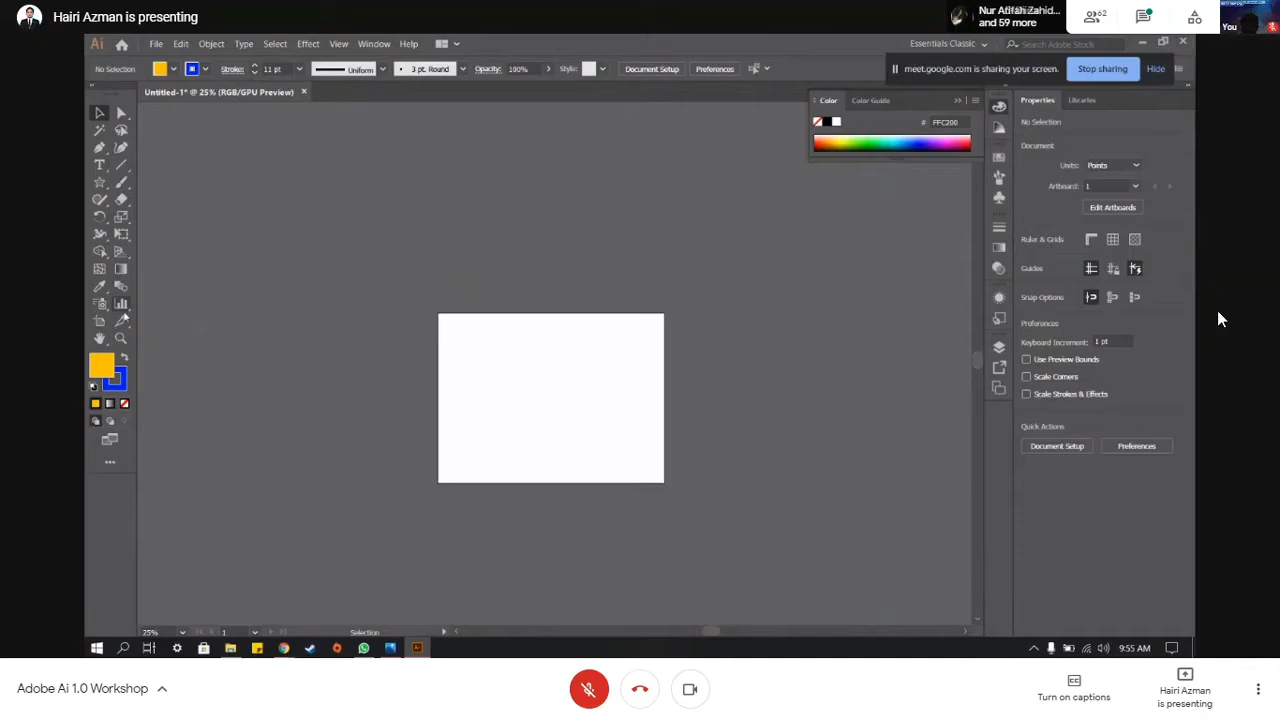 Hairi Azman is presenting
Nur Atifah Zahid...
and 59 more
62
You
Ai
File Edit Object Type Select Effect View Window Help
Essentials Classic
Search Adobe Stock
No Selection
Stroke:
11 pt
Uniform
3 pt. Round
Opacity:
100%
Style:
Document Setup
Preferences
meet.google.com is sharing your screen.
Stop sharing
Hide
Untitled-1* @ 25% (RGB/GPU Preview)
Color
Color Guide
# FFC200
Properties
Libraries
No Selection
Document
Units: Points
Artboard: 1
Edit Artboards
Ruler & Grids
Guides
Snap Options
Preferences
Keyboard Increment: 1 pt
Use Preview Bounds
Scale Corners
Scale Strokes & Effects
Quick Actions
Document Setup
Preferences
25%
1
Selection
9:55 AM
Adobe Ai 1.0 Workshop
Turn on captions
Hairi Azman
is presenting